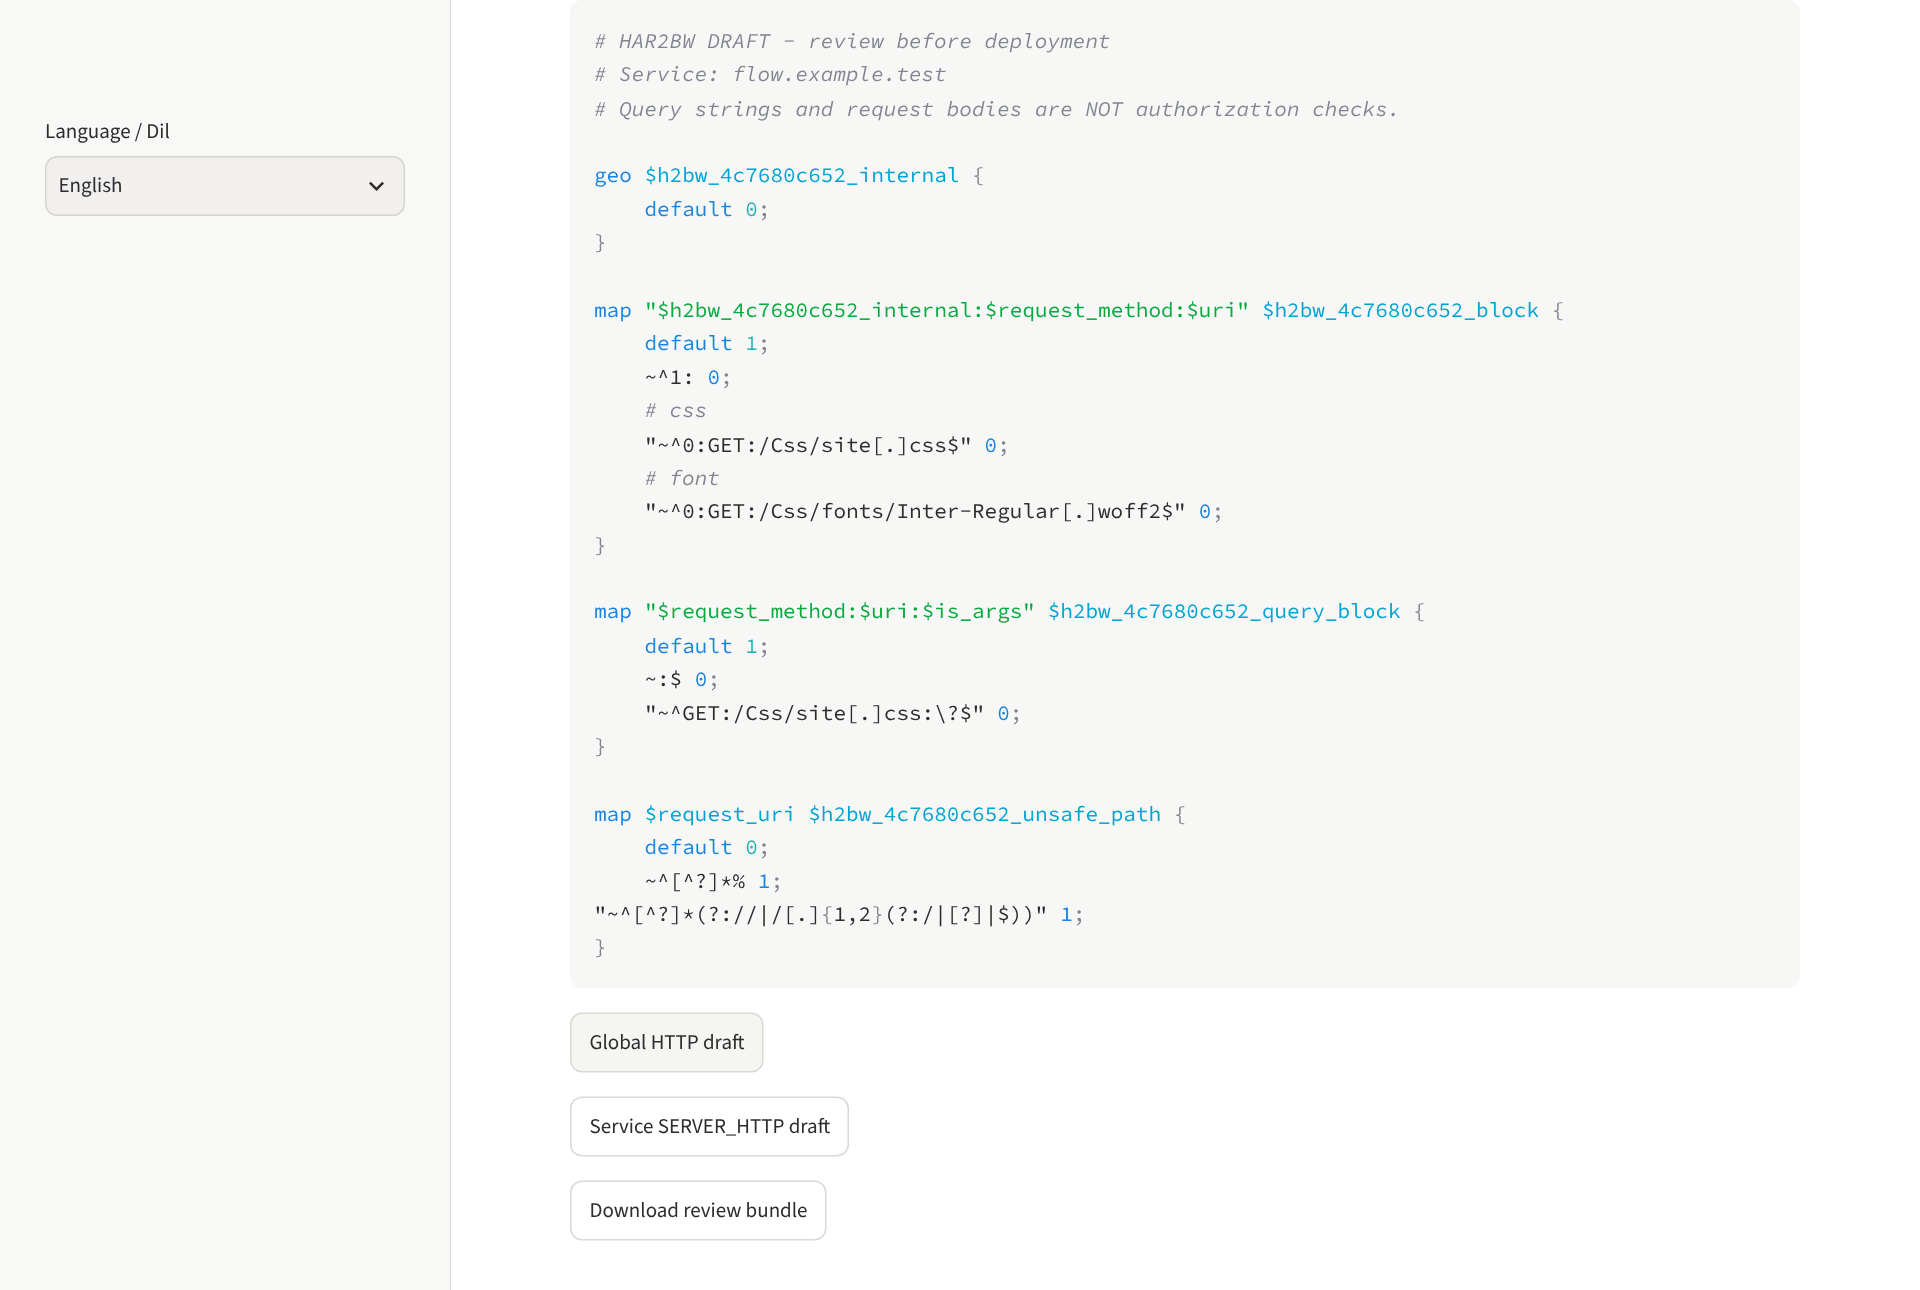 Language / Dil
English
# HAR2BW DRAFT - review before deployment
# Service: flow.example.test
# Query strings and request bodies are NOT authorization checks.
geo $h2bw_4c7680c652_internal {
    default 0;
}
map "$h2bw_4c7680c652_internal:$request_method:$uri" $h2bw_4c7680c652_block {
    default 1;
    ~^1: 0;
    # css
    "~^0:GET:/Css/site[.]css$" 0;
    # font
    "~^0:GET:/Css/fonts/Inter-Regular[.]woff2$" 0;
}
map "$request_method:$uri:$is_args" $h2bw_4c7680c652_query_block {
    default 1;
    ~:$ 0;
    "~^GET:/Css/site[.]css:\?$" 0;
}
map $request_uri $h2bw_4c7680c652_unsafe_path {
    default 0;
    ~^[^?]*% 1;
"~^[^?]*(?://|/[.]{1,2}(?:/|[?]|$))" 1;
}
Global HTTP draft
Service SERVER_HTTP draft
Download review bundle